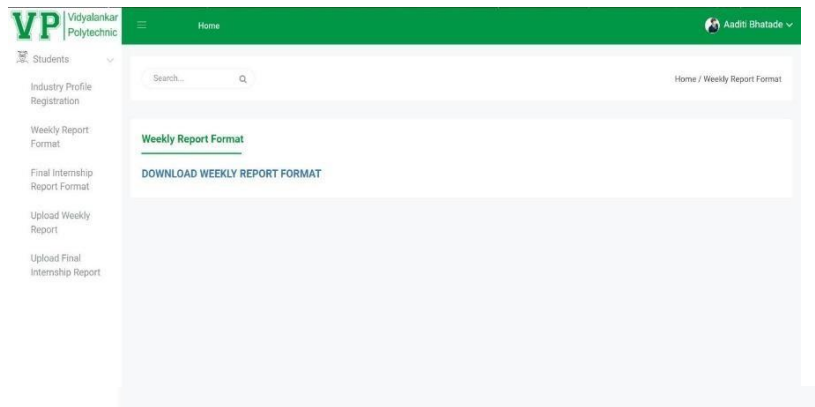 VP Vidyalankar
Polytechnic
Home
Aaditi Bhatade
Students
Industry Profile
Registration
Weekly Report
Format
Final Internship
Report Format
Upload Weekly
Report
Upload Final
Internship Report
Search...
Home / Weekly Report Format
Weekly Report Format
DOWNLOAD WEEKLY REPORT FORMAT